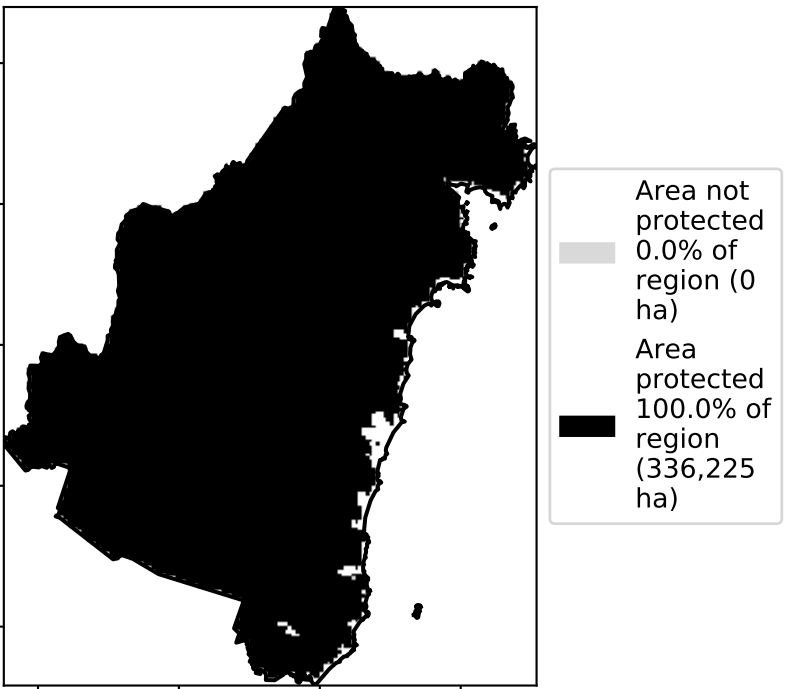 Area not
protected
0.0% of
region (0
ha)
Area
protected
100.0% of
region
(336,225
ha)